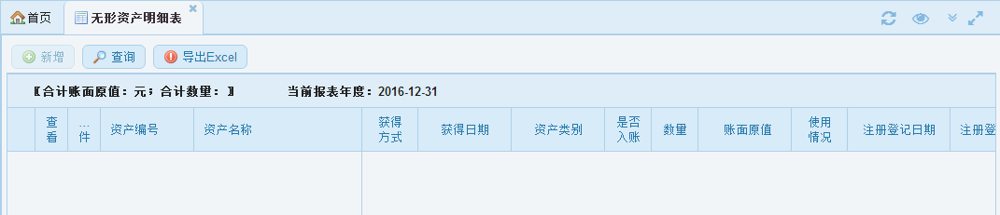 首页
无形资产明细表
新增
查询
导出Excel
〖合计账面原值：元；合计数量：〗
当前报表年度：2016-12-31
查看
...件
资产编号
资产名称
获得方式
获得日期
资产类别
是否入账
数量
账面原值
使用情况
注册登记日期
注册登